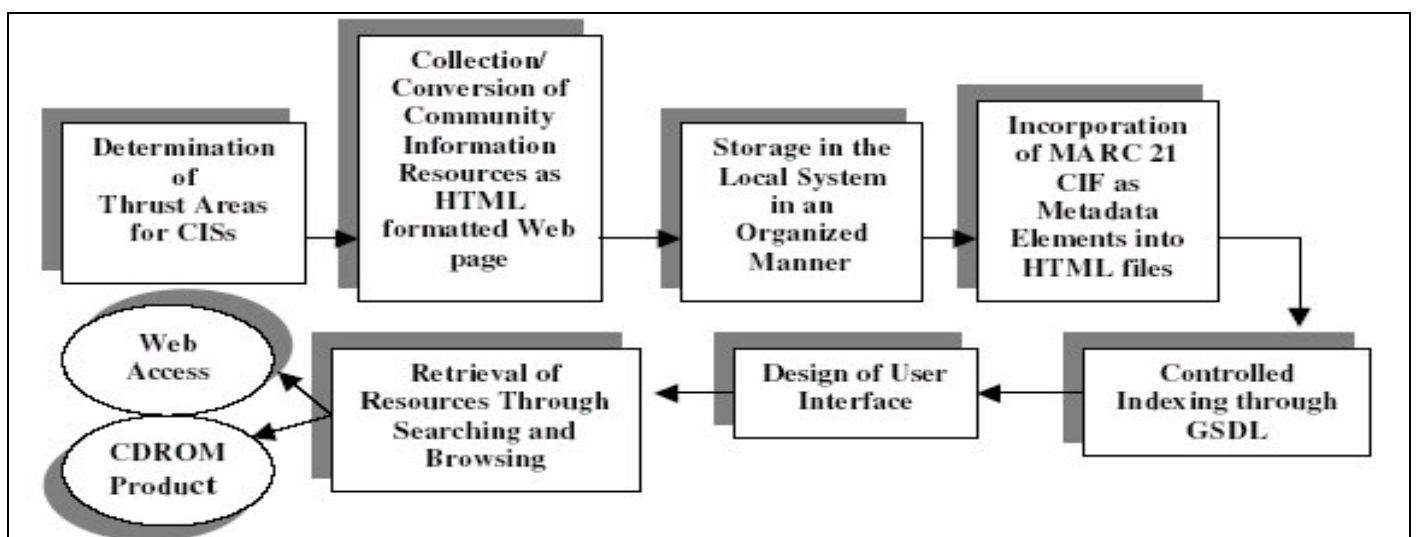 Determination
of
Thrust Areas
for CISs
Collection/
Conversion of
Community
Information
Resources as
HTML
formatted Web
page
Storage in the
Local System
in an
Organized
Manner
Incorporation
of MARC 21
CIF as
Metadata
Elements into
HTML files
Controlled
Indexing through
GSDL
Design of User
Interface
Retrieval of
Resources Through
Searching and
Browsing
Web
Access
CDROM
Product